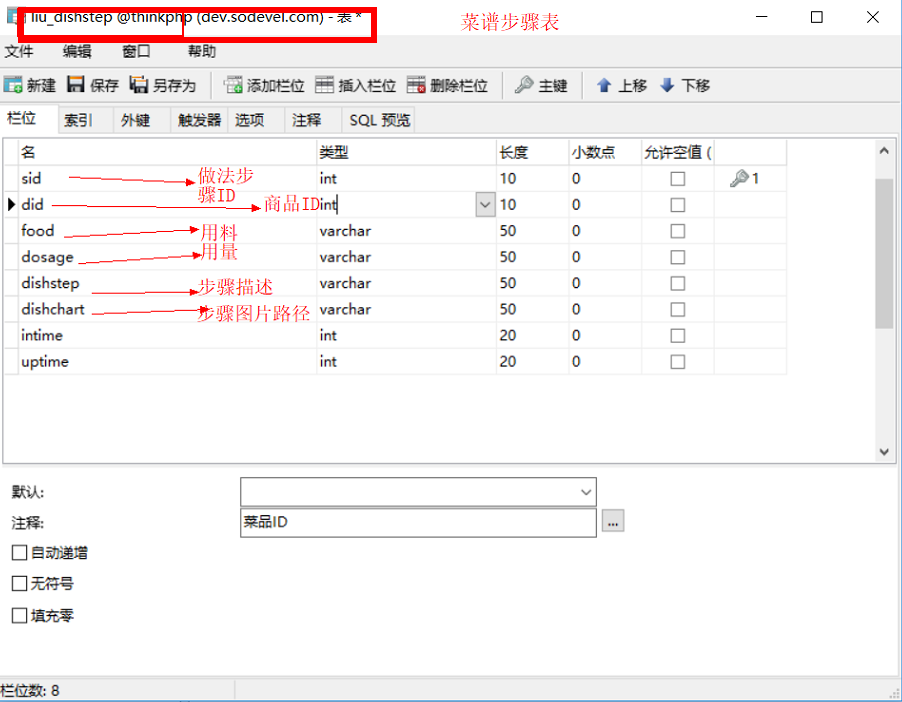 liu_dishstep @thinkphp (dev.sodevel.com) - 表 *
菜谱步骤表
文件 编辑 窗口 帮助
新建 保存 另存为 添加栏位 插入栏位 删除栏位 主键 上移 下移
栏位 索引 外键 触发器 选项 注释 SQL 预览
名 类型 长度 小数点 允许空值 (
sid 做法步骤ID int 10 0 1
did 商品ID int 10 0
food 用料 varchar 50 0
dosage 用量 varchar 50 0
dishstep 步骤描述 varchar 50 0
dishchart 步骤图片路径 varchar 50 0
intime int 20 0
uptime int 20 0
默认:
注释: 菜品ID ...
自动递增
无符号
填充零
栏位数: 8